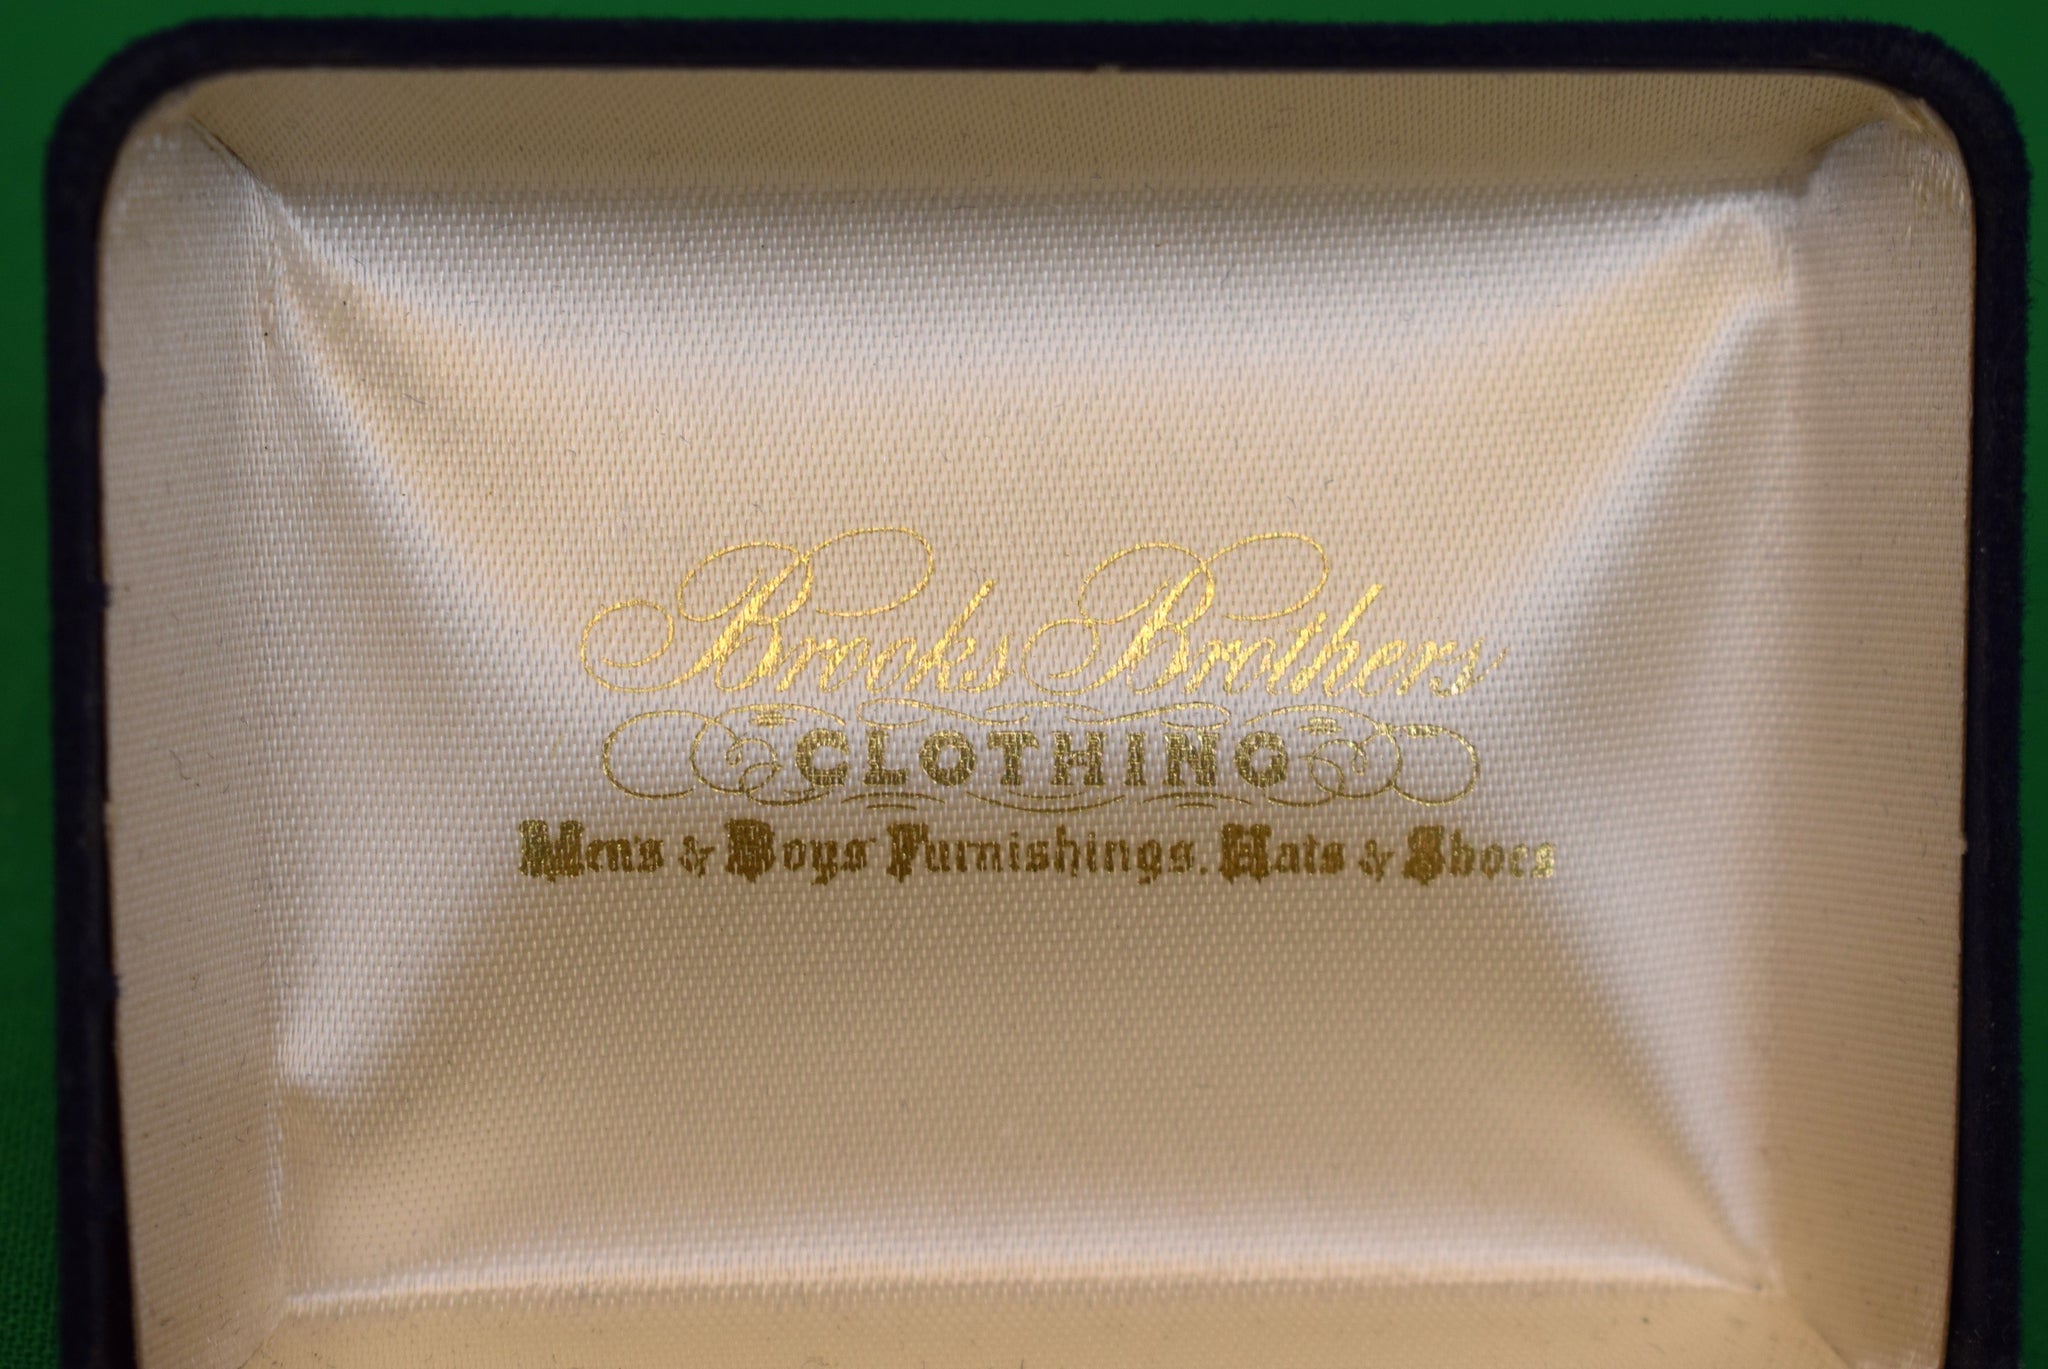 Brooks Brothers
CLOTHING
Men's & Boys' Furnishings, Hats & Shoes